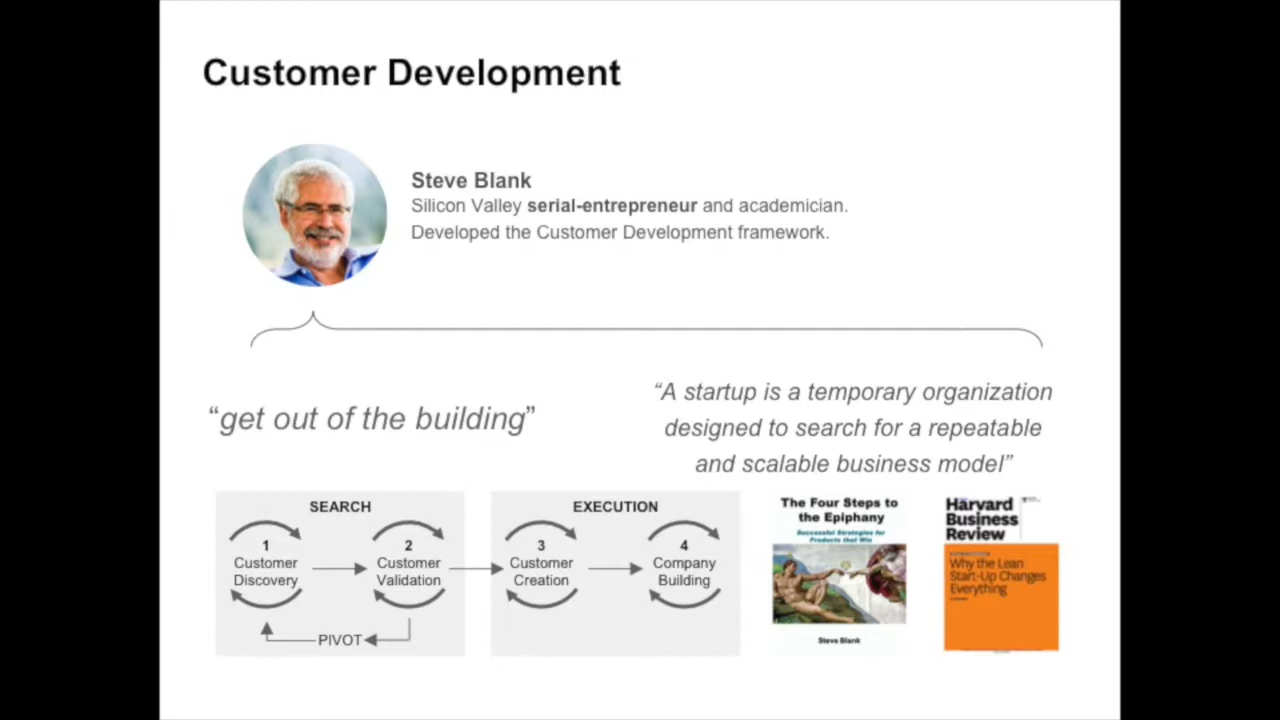 Customer Development
Steve Blank
Silicon Valley serial-entrepreneur and academician.
Developed the Customer Development framework.
“get out of the building”
“A startup is a temporary organization
designed to search for a repeatable
and scalable business model”
SEARCH
1
Customer
Discovery
2
Customer
Validation
PIVOT
EXECUTION
3
Customer
Creation
4
Company
Building
The Four Steps to
the Epiphany
Successful Strategies for
Products that Win
Steve Blank
Harvard
Business
Review
Why the Lean
Start-Up Changes
Everything